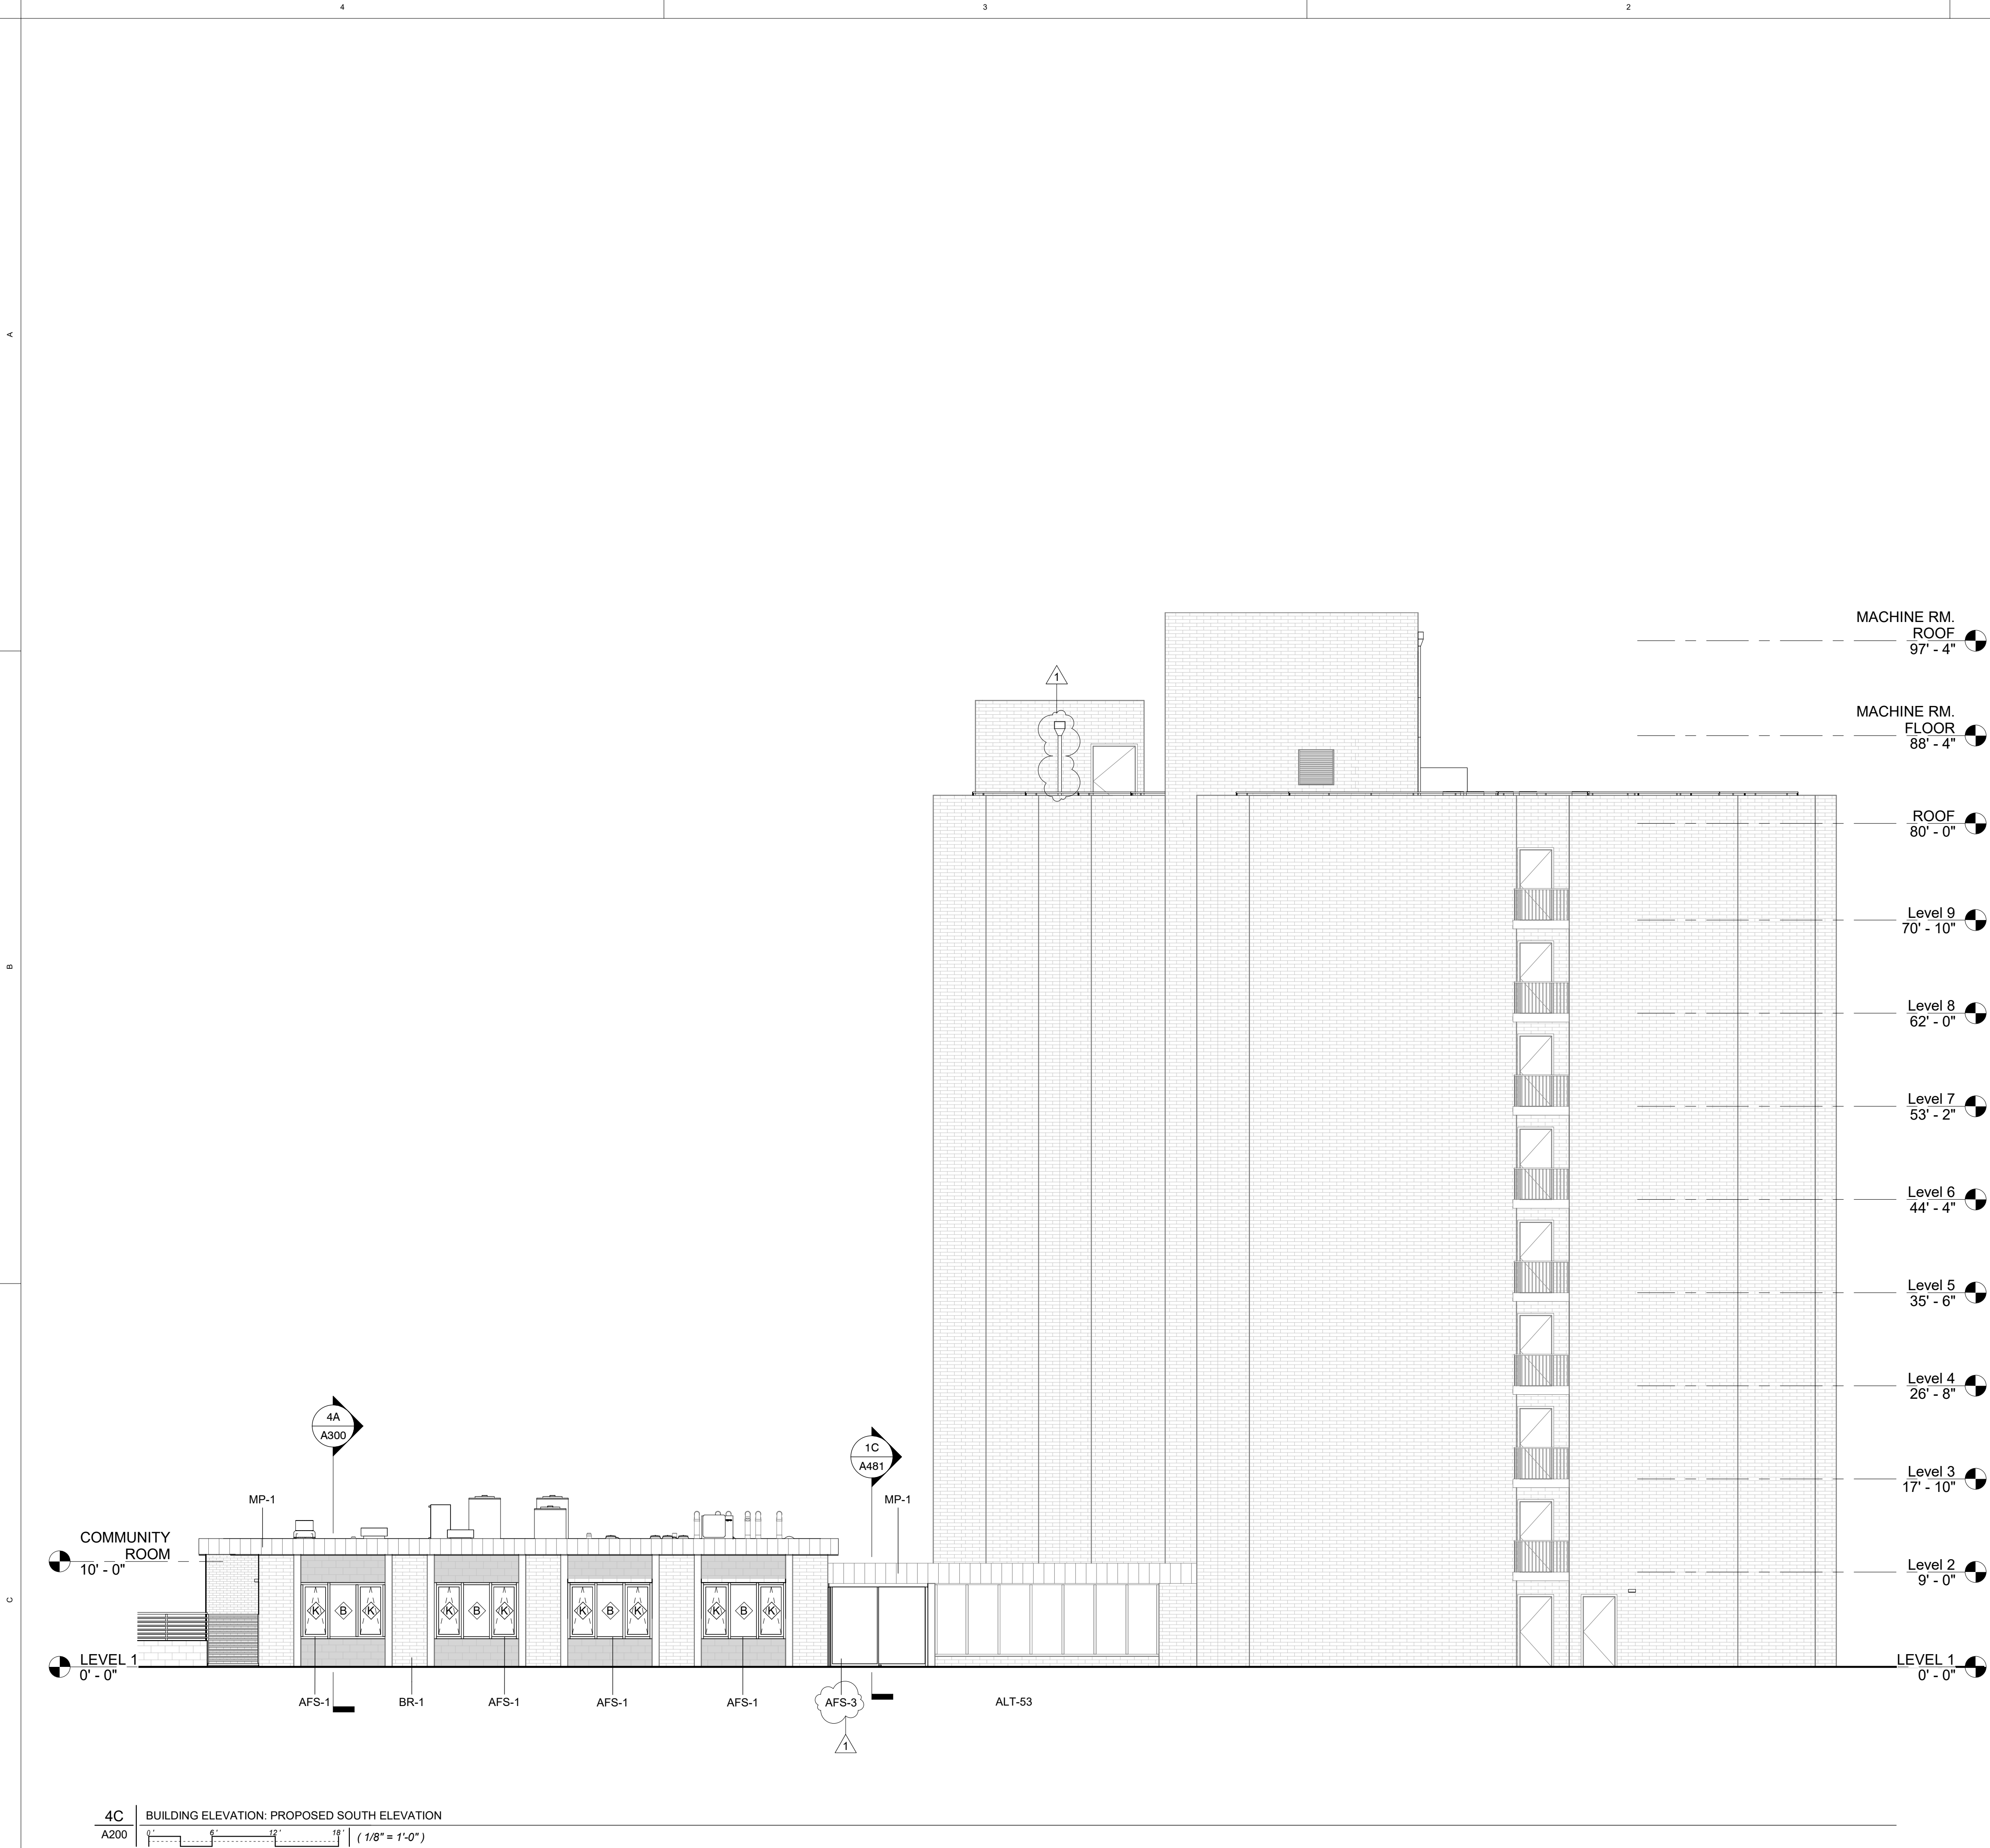 4
3
2
A
B
C
MACHINE RM.
ROOF
97' - 4"
1
MACHINE RM.
FLOOR
88' - 4"
ROOF
80' - 0"
Level 9
70' - 10"
Level 8
62' - 0"
Level 7
53' - 2"
Level 6
44' - 4"
Level 5
35' - 6"
Level 4
26' - 8"
Level 3
17' - 10"
Level 2
9' - 0"
LEVEL 1
0' - 0"
4A
A300
1C
A481
MP-1
MP-1
COMMUNITY
ROOM
10' - 0"
K B K
K B K
K B K
K B K
LEVEL 1
0' - 0"
AFS-1
BR-1
AFS-1
AFS-1
AFS-1
AFS-3
ALT-53
1
4C
A200
BUILDING ELEVATION: PROPOSED SOUTH ELEVATION
0' 6' 12' 18' ( 1/8" = 1'-0" )